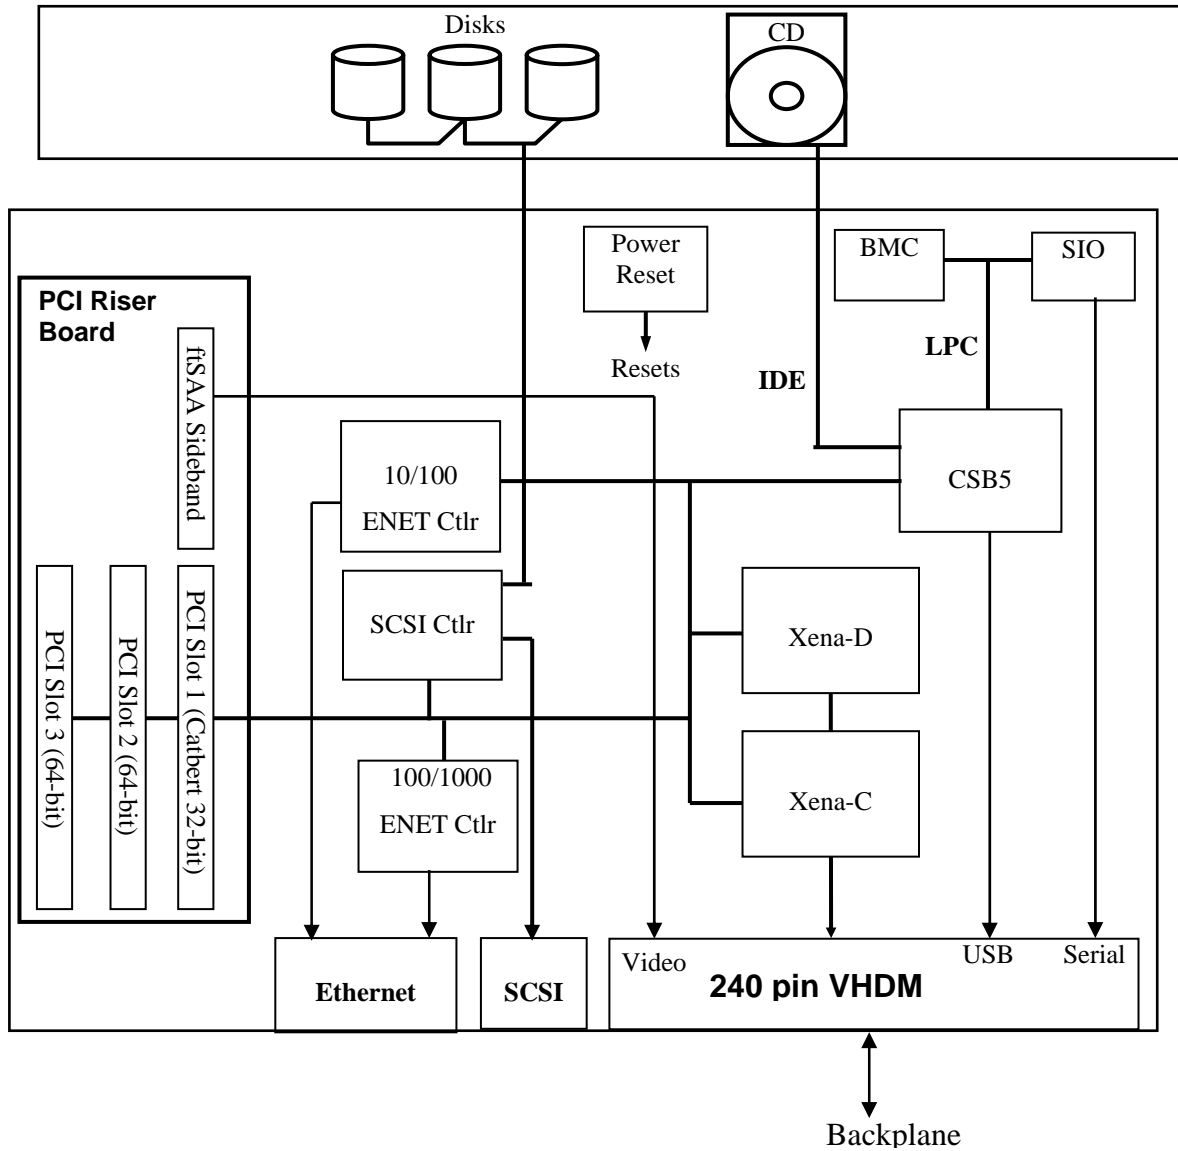 Disks
CD
Power
Reset
Resets
BMC
SIO
LPC
IDE
PCI Riser
Board
ftSAA Sideband
PCI Slot 3 (64-bit)
PCI Slot 2 (64-bit)
PCI Slot 1 (Catbert 32-bit)
10/100
ENET Ctlr
CSB5
SCSI Ctlr
Xena-D
100/1000
ENET Ctlr
Xena-C
Ethernet
SCSI
Video
USB
Serial
240 pin VHDM
Backplane